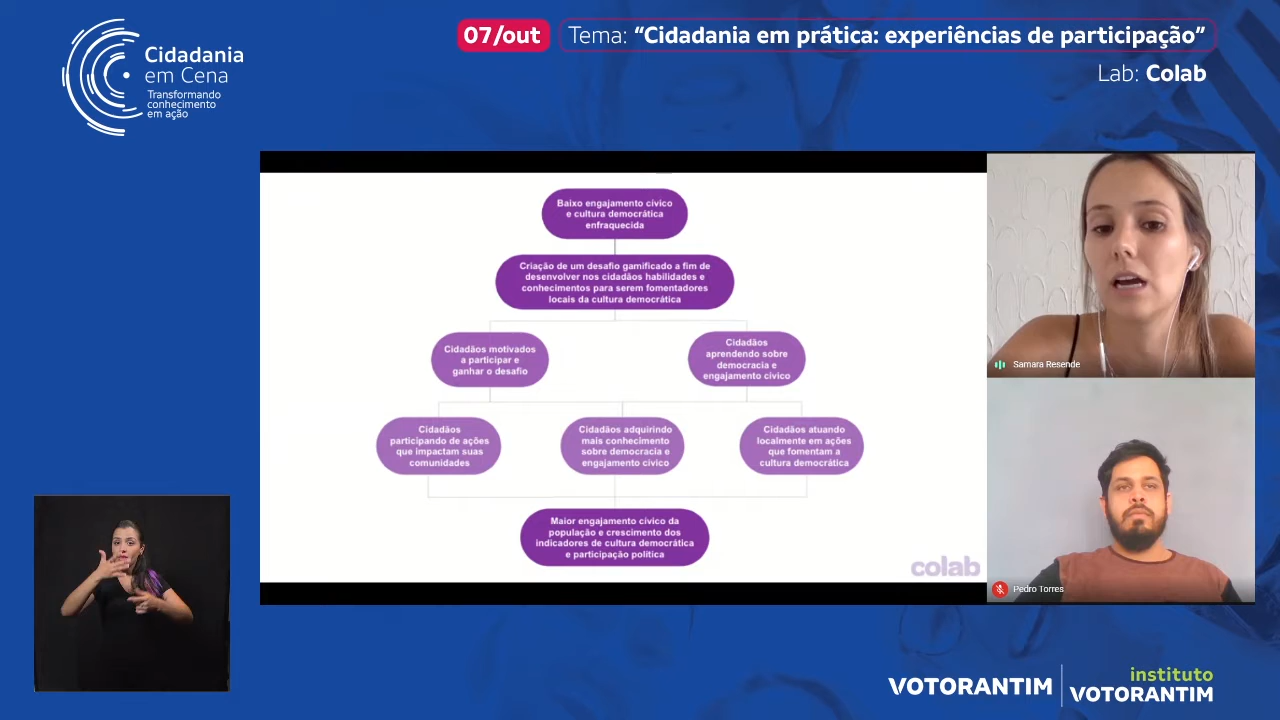 Cidadania
em Cena
Transformando
conhecimento
em ação
07/out Tema: “Cidadania em prática: experiências de participação”
Lab: Colab
Baixo engajamento cívico
e cultura democrática
enfraquecida
Criação de um desafio gamificado a fim de
desenvolver nos cidadãos habilidades e
conhecimentos para serem fomentadores
locais da cultura democrática
Cidadãos motivados
a participar e
ganhar o desafio
Cidadãos
aprendendo sobre
democracia e
engajamento cívico
Cidadãos
participando de ações
que impactam suas
comunidades
Cidadãos adquirindo
mais conhecimento
sobre democracia e
engajamento cívico
Cidadãos atuando
localmente em ações
que fomentam a
cultura democrática
Maior engajamento cívico da
população e crescimento dos
indicadores de cultura democrática
e participação política
colab
Samara Resende
Pedro Torres
VOTORANTIM
instituto
VOTORANTIM